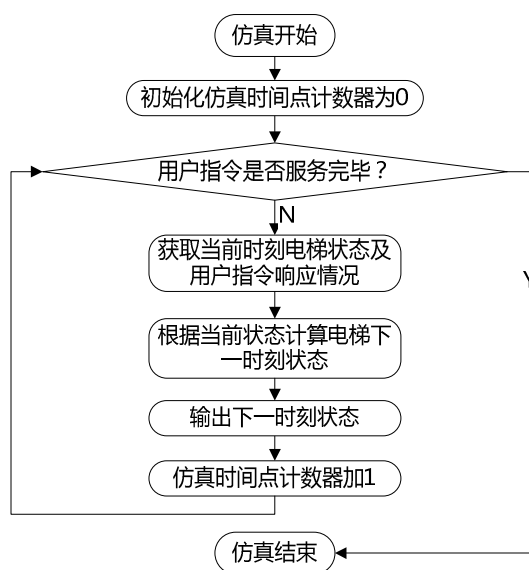 仿真开始
初始化仿真时间点计数器为0
用户指令是否服务完毕？
N
获取当前时刻电梯状态及
用户指令响应情况
Y
根据当前状态计算电梯下
一时刻状态
输出下一时刻状态
仿真时间点计数器加1
仿真结束